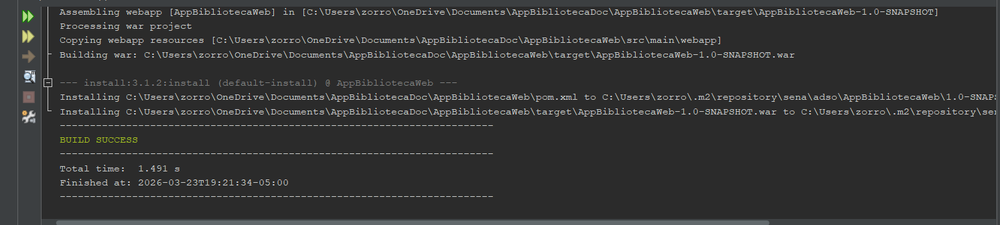 Assembling webapp [AppBibliotecaWeb] in [C:\Users\zorro\OneDrive\Documents\AppBibliotecaDoc\AppBibliotecaWeb\target\AppBibliotecaWeb-1.0-SNAPSHOT]
Processing war project
Copying webapp resources [C:\Users\zorro\OneDrive\Documents\AppBibliotecaDoc\AppBibliotecaWeb\src\main\webapp]
Building war: C:\Users\zorro\OneDrive\Documents\AppBibliotecaDoc\AppBibliotecaWeb\target\AppBibliotecaWeb-1.0-SNAPSHOT.war
--- install:3.1.2:install (default-install) @ AppBibliotecaWeb ---
Installing C:\Users\zorro\OneDrive\Documents\AppBibliotecaDoc\AppBibliotecaWeb\pom.xml to C:\Users\zorro\.m2\repository\sena\adso\AppBibliotecaWeb\1.0-SNAPS
Installing C:\Users\zorro\OneDrive\Documents\AppBibliotecaDoc\AppBibliotecaWeb\target\AppBibliotecaWeb-1.0-SNAPSHOT.war to C:\Users\zorro\.m2\repository\sen
------------------------------------------------------------------------
BUILD SUCCESS
------------------------------------------------------------------------
Total time:  1.491 s
Finished at: 2026-03-23T19:21:34-05:00
------------------------------------------------------------------------